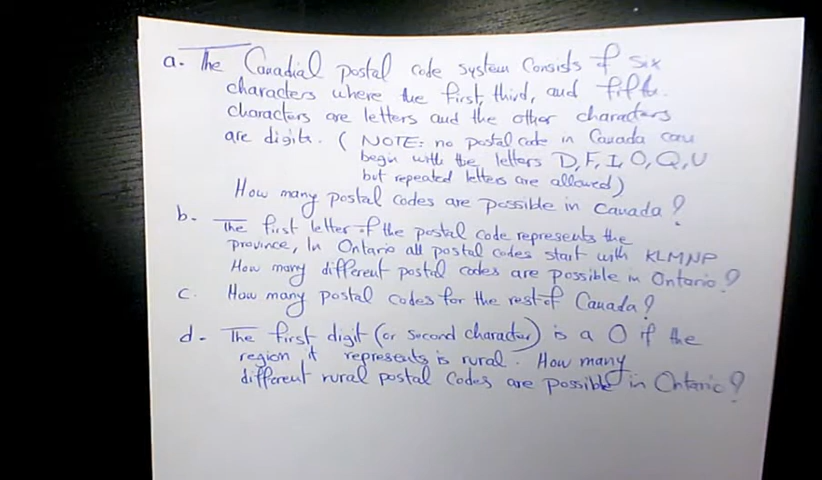 a. The Canadial postal code system Consists of six
characters where the first, third, and fifth
characters are letters and the other characters
are digits. ( NOTE: no postal code in Canada can
begin with the letters D, F, I, O, Q, U
but repeated letters are allowed)
How many postal codes are possible in Canada?
b. The first letter of the postal code represents the
province, In Ontario all postal codes start with KLMNP
How many different postal codes are possible in Ontario?
c. How many postal codes for the rest of Canada?
d. The first digit (or second character) is a 0 if the
region it represents is rural. How many
different rural postal Codes are possible in Ontario?